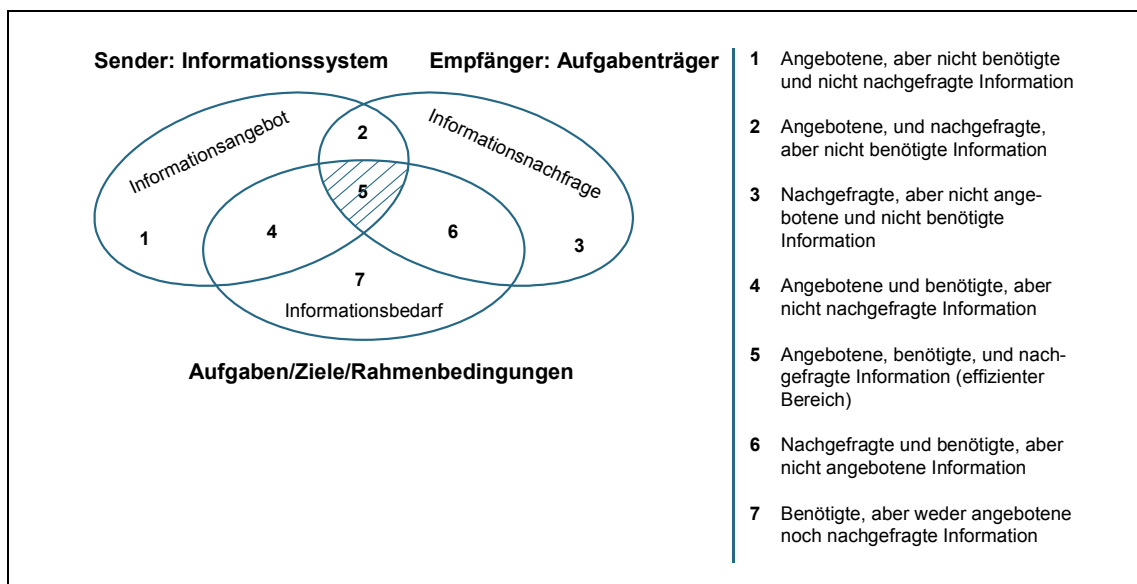 Sender: Informationssystem
Empfänger: Aufgabenträger
Informationsangebot
2
Informationsnachfrage
5
1
4
6
3
7
Informationsbedarf
Aufgaben/Ziele/Rahmenbedingungen
1 Angebotene, aber nicht benötigte
und nicht nachgefragte Information
2 Angebotene, und nachgefragte,
aber nicht benötigte Information
3 Nachgefragte, aber nicht ange-
botene und nicht benötigte
Information
4 Angebotene und benötigte, aber
nicht nachgefragte Information
5 Angebotene, benötigte, und nach-
gefragte Information (effizienter
Bereich)
6 Nachgefragte und benötigte, aber
nicht angebotene Information
7 Benötigte, aber weder angebotene
noch nachgefragte Information